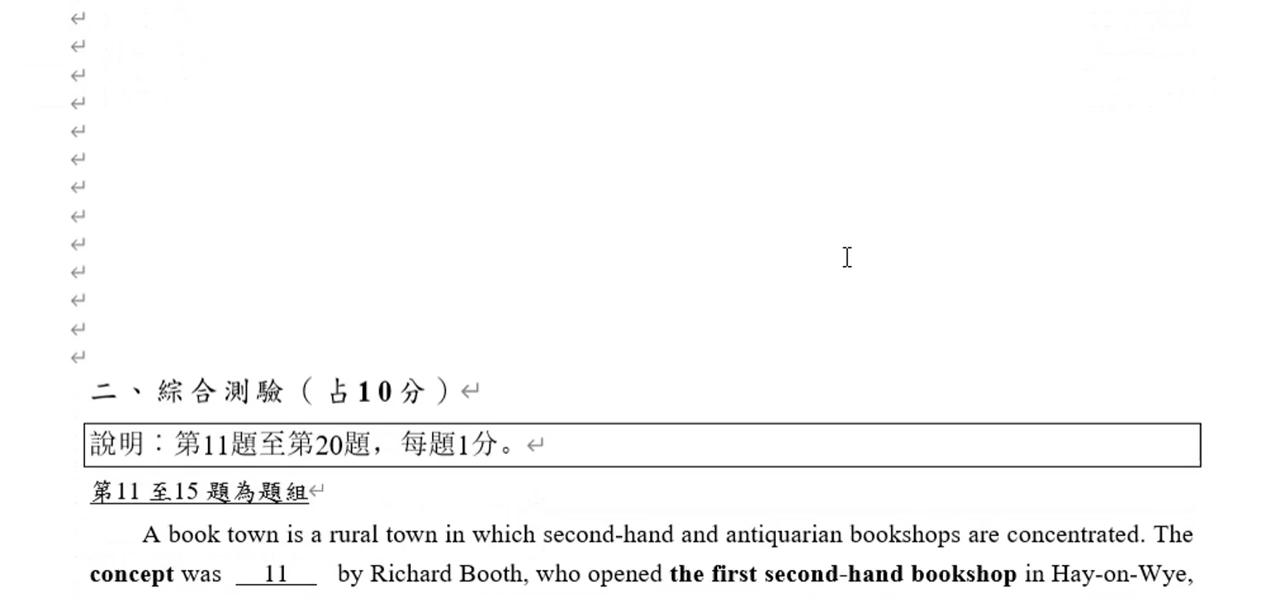 二、綜合測驗（占10分）
說明：第11題至第20題，每題1分。
第11 至15 題為題組
A book town is a rural town in which second-hand and antiquarian bookshops are concentrated. The
concept was 11 by Richard Booth, who opened the first second-hand bookshop in Hay-on-Wye,